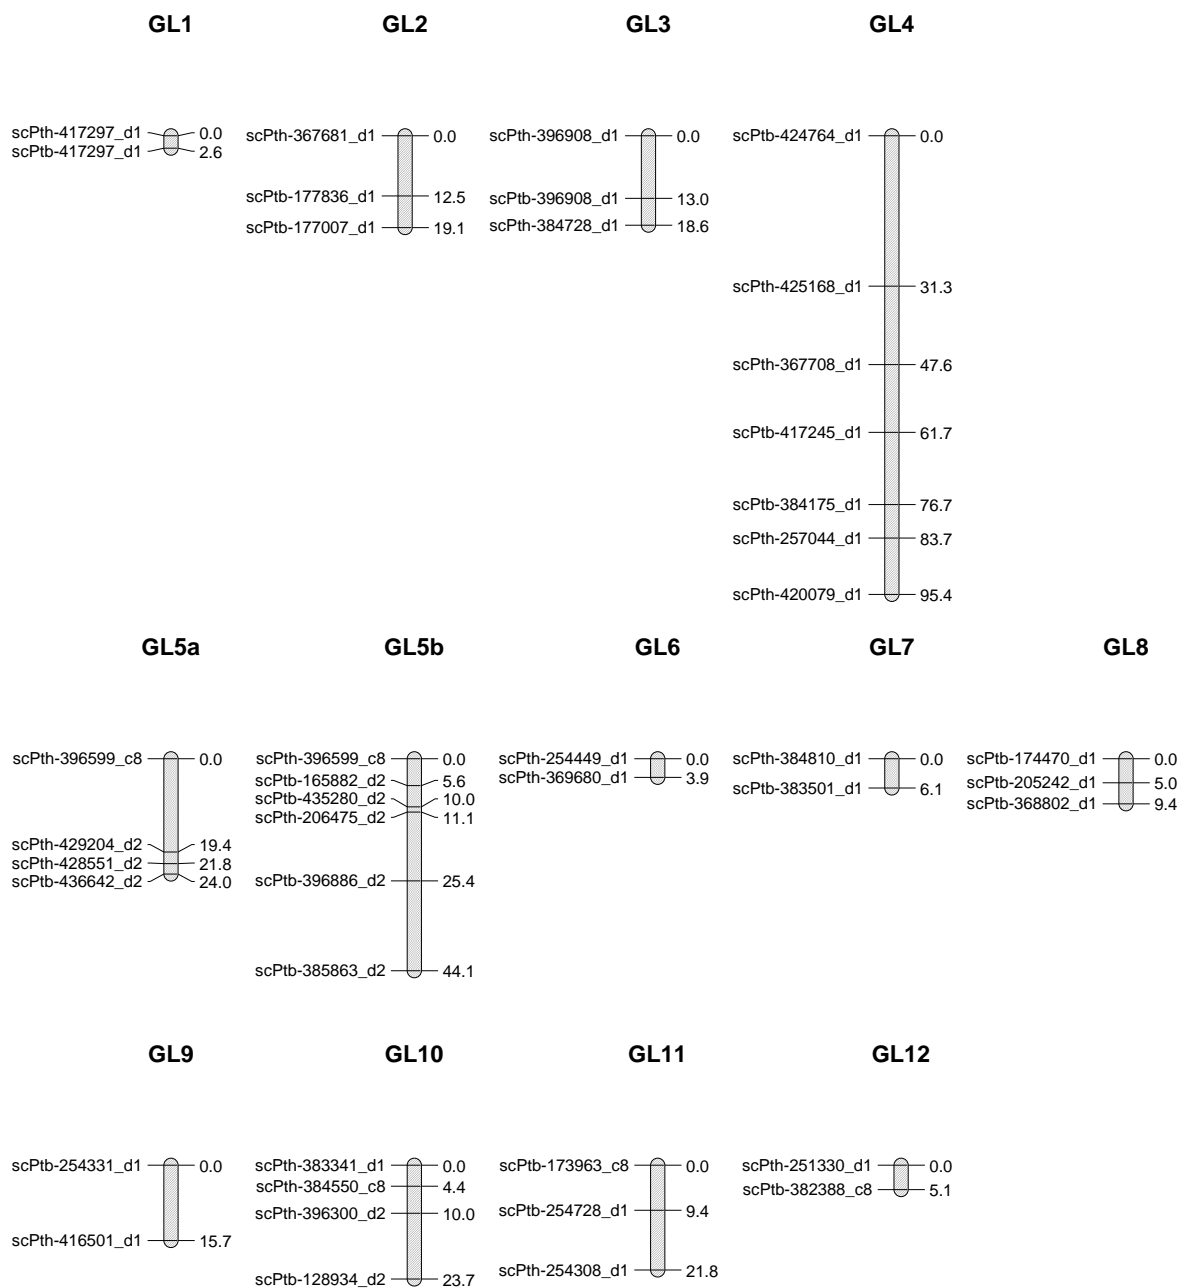 GL1 GL2 GL3 GL4
scPth-417297_d1 0.0
scPtb-417297_d1 2.6
scPth-367681_d1 0.0
scPtb-177836_d1 12.5
scPtb-177007_d1 19.1
scPth-396908_d1 0.0
scPtb-396908_d1 13.0
scPth-384728_d1 18.6
scPtb-424764_d1 0.0
scPth-425168_d1 31.3
scPth-367708_d1 47.6
scPtb-417245_d1 61.7
scPtb-384175_d1 76.7
scPth-257044_d1 83.7
scPth-420079_d1 95.4
GL5a GL5b GL6 GL7 GL8
scPth-396599_c8 0.0
scPth-429204_d2 19.4
scPth-428551_d2 21.8
scPtb-436642_d2 24.0
scPth-396599_c8 0.0
scPtb-165882_d2 5.6
scPtb-435280_d2 10.0
scPth-206475_d2 11.1
scPtb-396886_d2 25.4
scPtb-385863_d2 44.1
scPth-254449_d1 0.0
scPth-369680_d1 3.9
scPth-384810_d1 0.0
scPtb-383501_d1 6.1
scPtb-174470_d1 0.0
scPtb-205242_d1 5.0
scPtb-368802_d1 9.4
GL9 GL10 GL11 GL12
scPtb-254331_d1 0.0
scPth-416501_d1 15.7
scPth-383341_d1 0.0
scPth-384550_c8 4.4
scPth-396300_d2 10.0
scPtb-128934_d2 23.7
scPtb-173963_c8 0.0
scPtb-254728_d1 9.4
scPth-254308_d1 21.8
scPth-251330_d1 0.0
scPtb-382388_c8 5.1